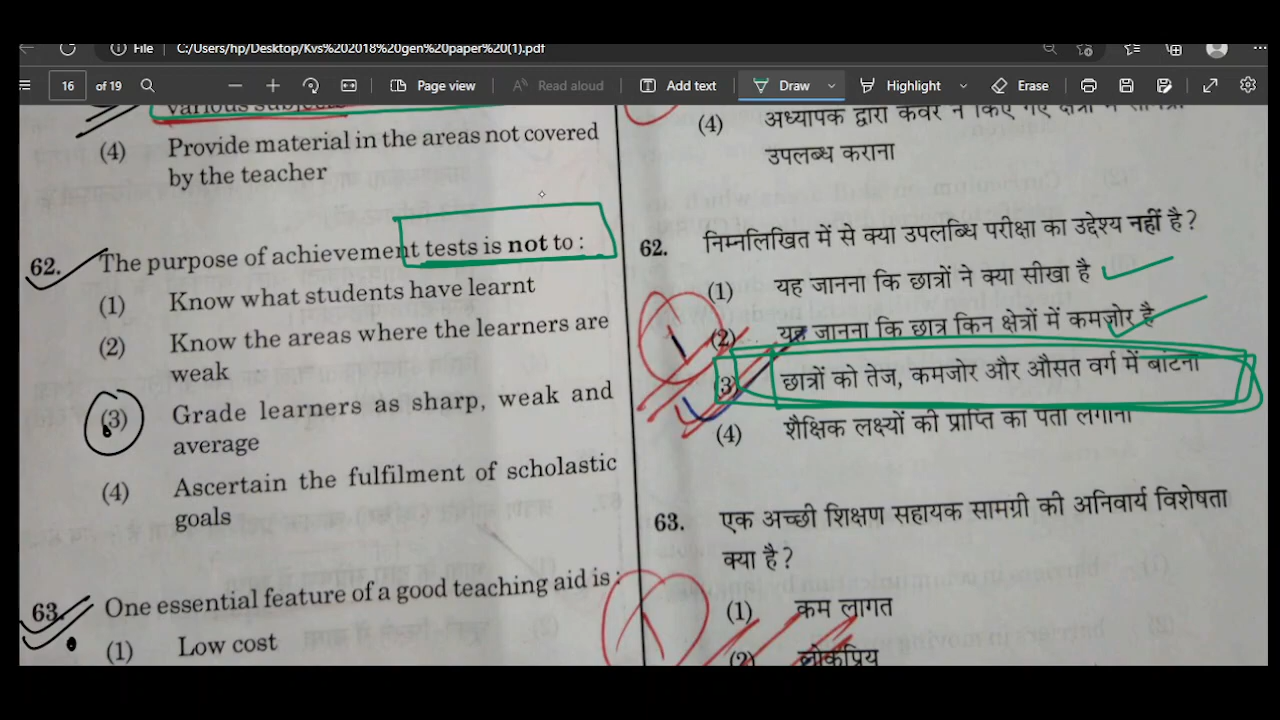 File
C:/Users/hp/Desktop/Kvs%202018%20gen%20paper%20(1).pdf
16 of 19
Page view
Read aloud
Add text
Draw
Highlight
Erase
various subjects
(4) Provide material in the areas not covered
by the teacher
62. The purpose of achievement tests is not to :
(1) Know what students have learnt
(2) Know the areas where the learners are
weak
(3) Grade learners as sharp, weak and
average
(4) Ascertain the fulfilment of scholastic
goals
63. One essential feature of a good teaching aid is :
(1) Low cost
(4) अध्यापक द्वारा कवर न किए गए क्षेत्रों में सामग्री
उपलब्ध कराना
62. निम्नलिखित में से क्या उपलब्धि परीक्षा का उद्देश्य नहीं है ?
(1) यह जानना कि छात्रों ने क्या सीखा है
(2) यह जानना कि छात्र किन क्षेत्रों में कमजोर है
(3) छात्रों को तेज, कमजोर और औसत वर्ग में बांटना
(4) शैक्षिक लक्ष्यों की प्राप्ति का पता लगाना
63. एक अच्छी शिक्षण सहायक सामग्री की अनिवार्य विशेषता
क्या है ?
(1) कम लागत
(2) लोकप्रिय